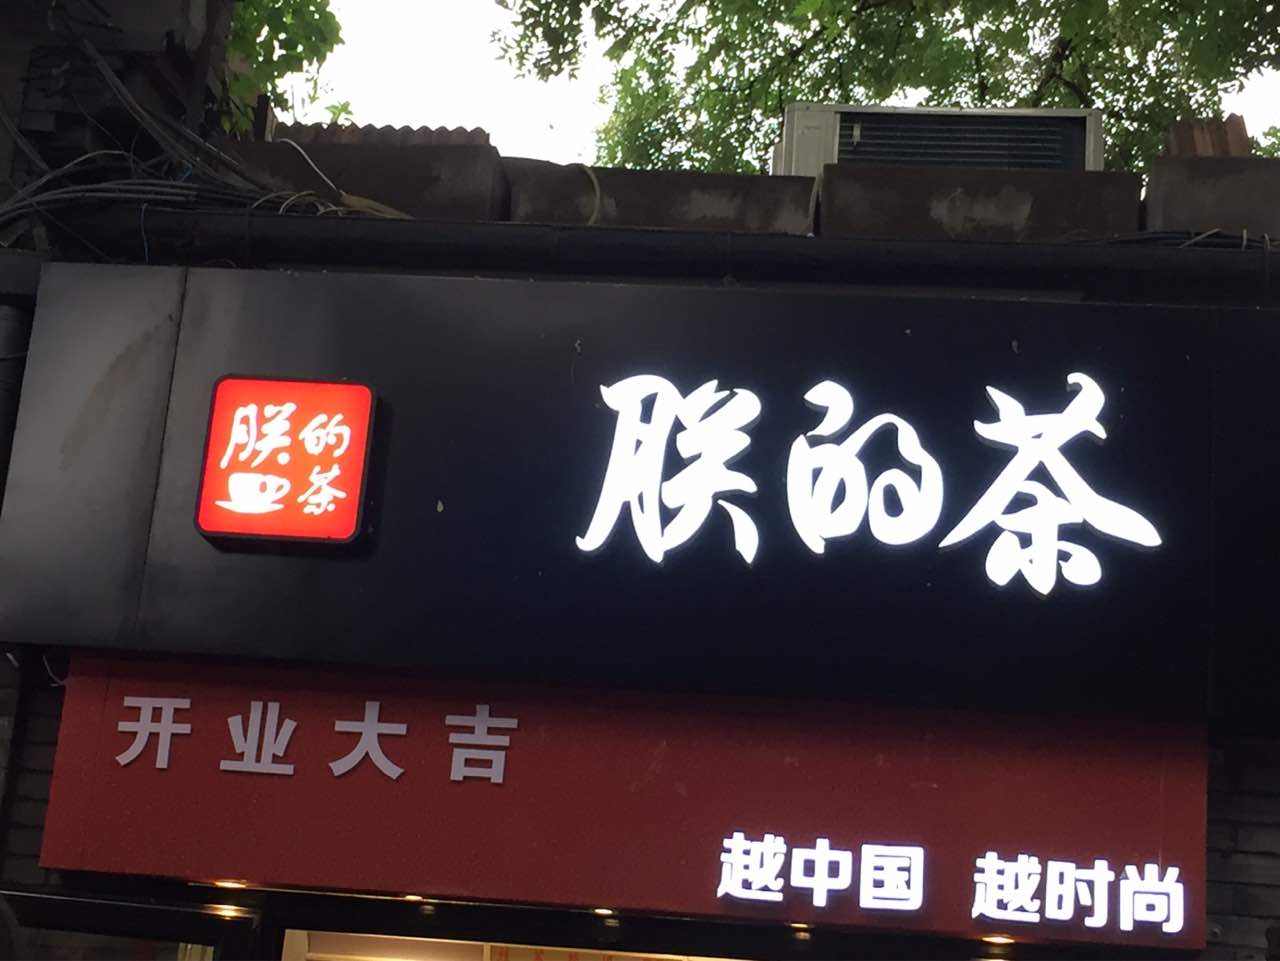 朕的
茶
朕的茶
开业大吉
越中国 越时尚